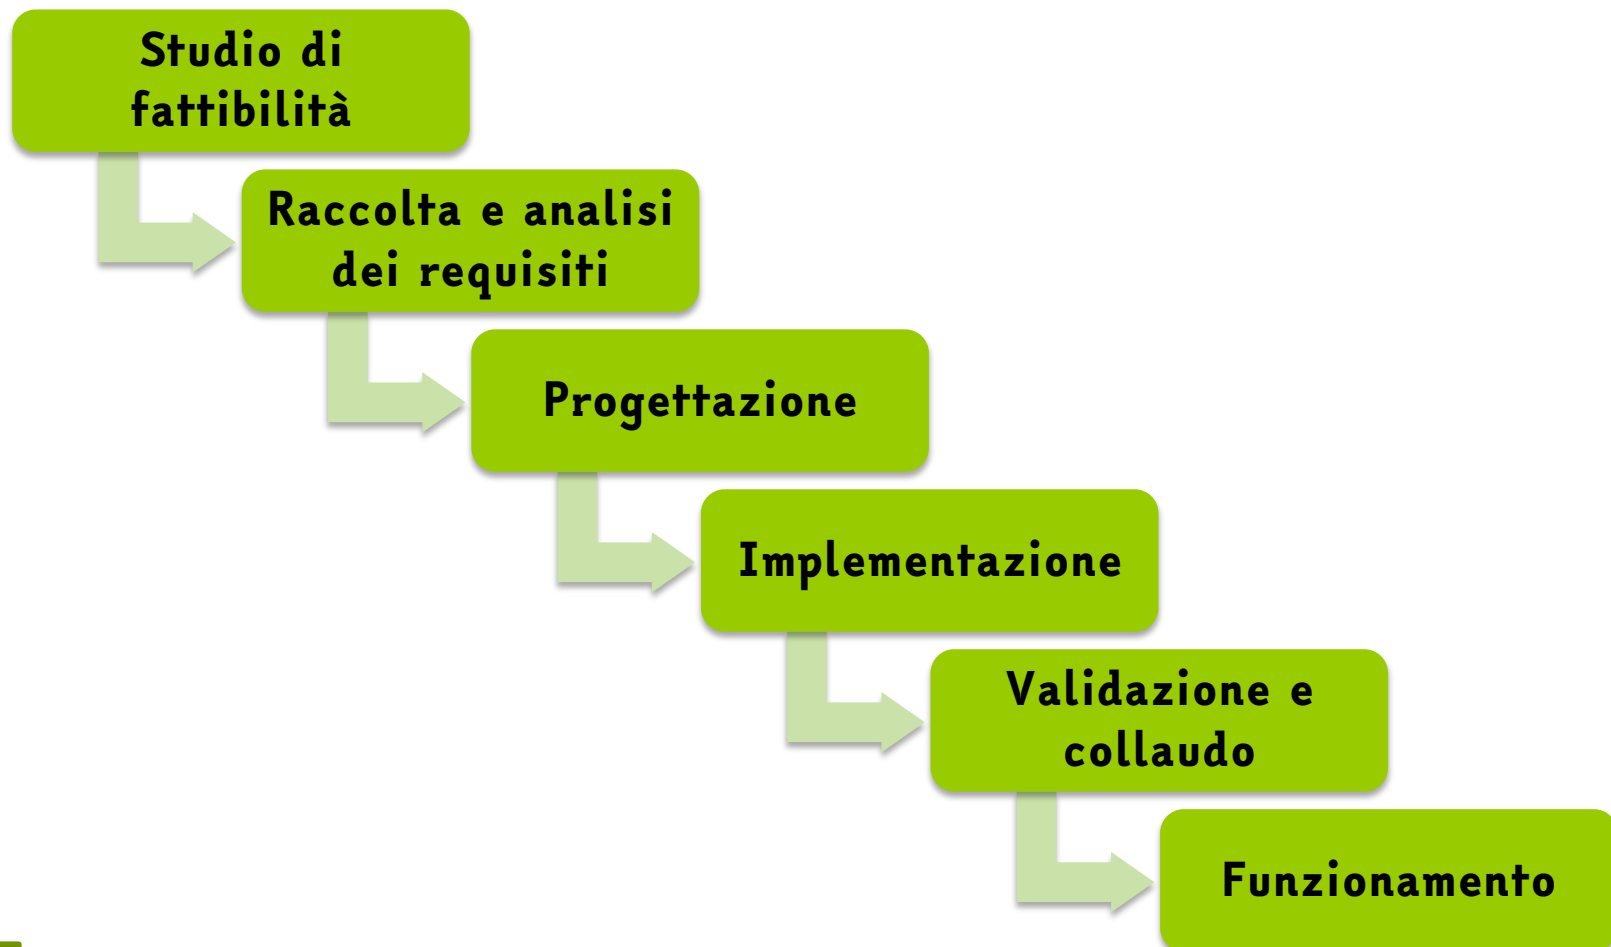 Studio di
fattibilità
Raccolta e analisi
dei requisiti
Progettazione
Implementazione
Validazione e
collaudo
Funzionamento